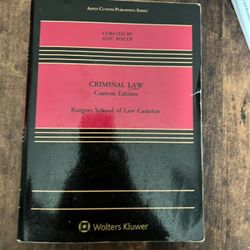 ASPEN CUSTOM PUBLISHING SERIES
CURATED BY
ALEC WALEN
CRIMINAL LAW
Custom Edition
Rutgers School of Law Camden
Wolters Kluwer